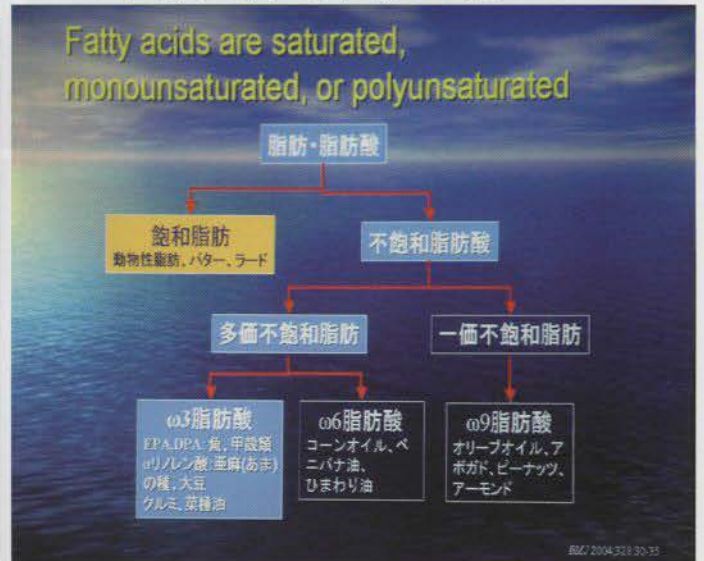 Fatty acids are saturated,
monounsaturated, or polyunsaturated
脂肪・脂肪酸
飽和脂肪
動物性脂肪、バター、ラード
不飽和脂肪酸
多価不飽和脂肪
一価不飽和脂肪
ω3脂肪酸
EPA,DPA:魚、甲殻類
αリノレン酸:亜麻(あま)
の種、大豆
クルミ、菜種油
ω6脂肪酸
コーンオイル、ベ
ニバナ油、
ひまわり油
ω9脂肪酸
オリーブオイル、ア
ボガド、ピーナッツ、
アーモンド
BMJ 2004;328:30-35